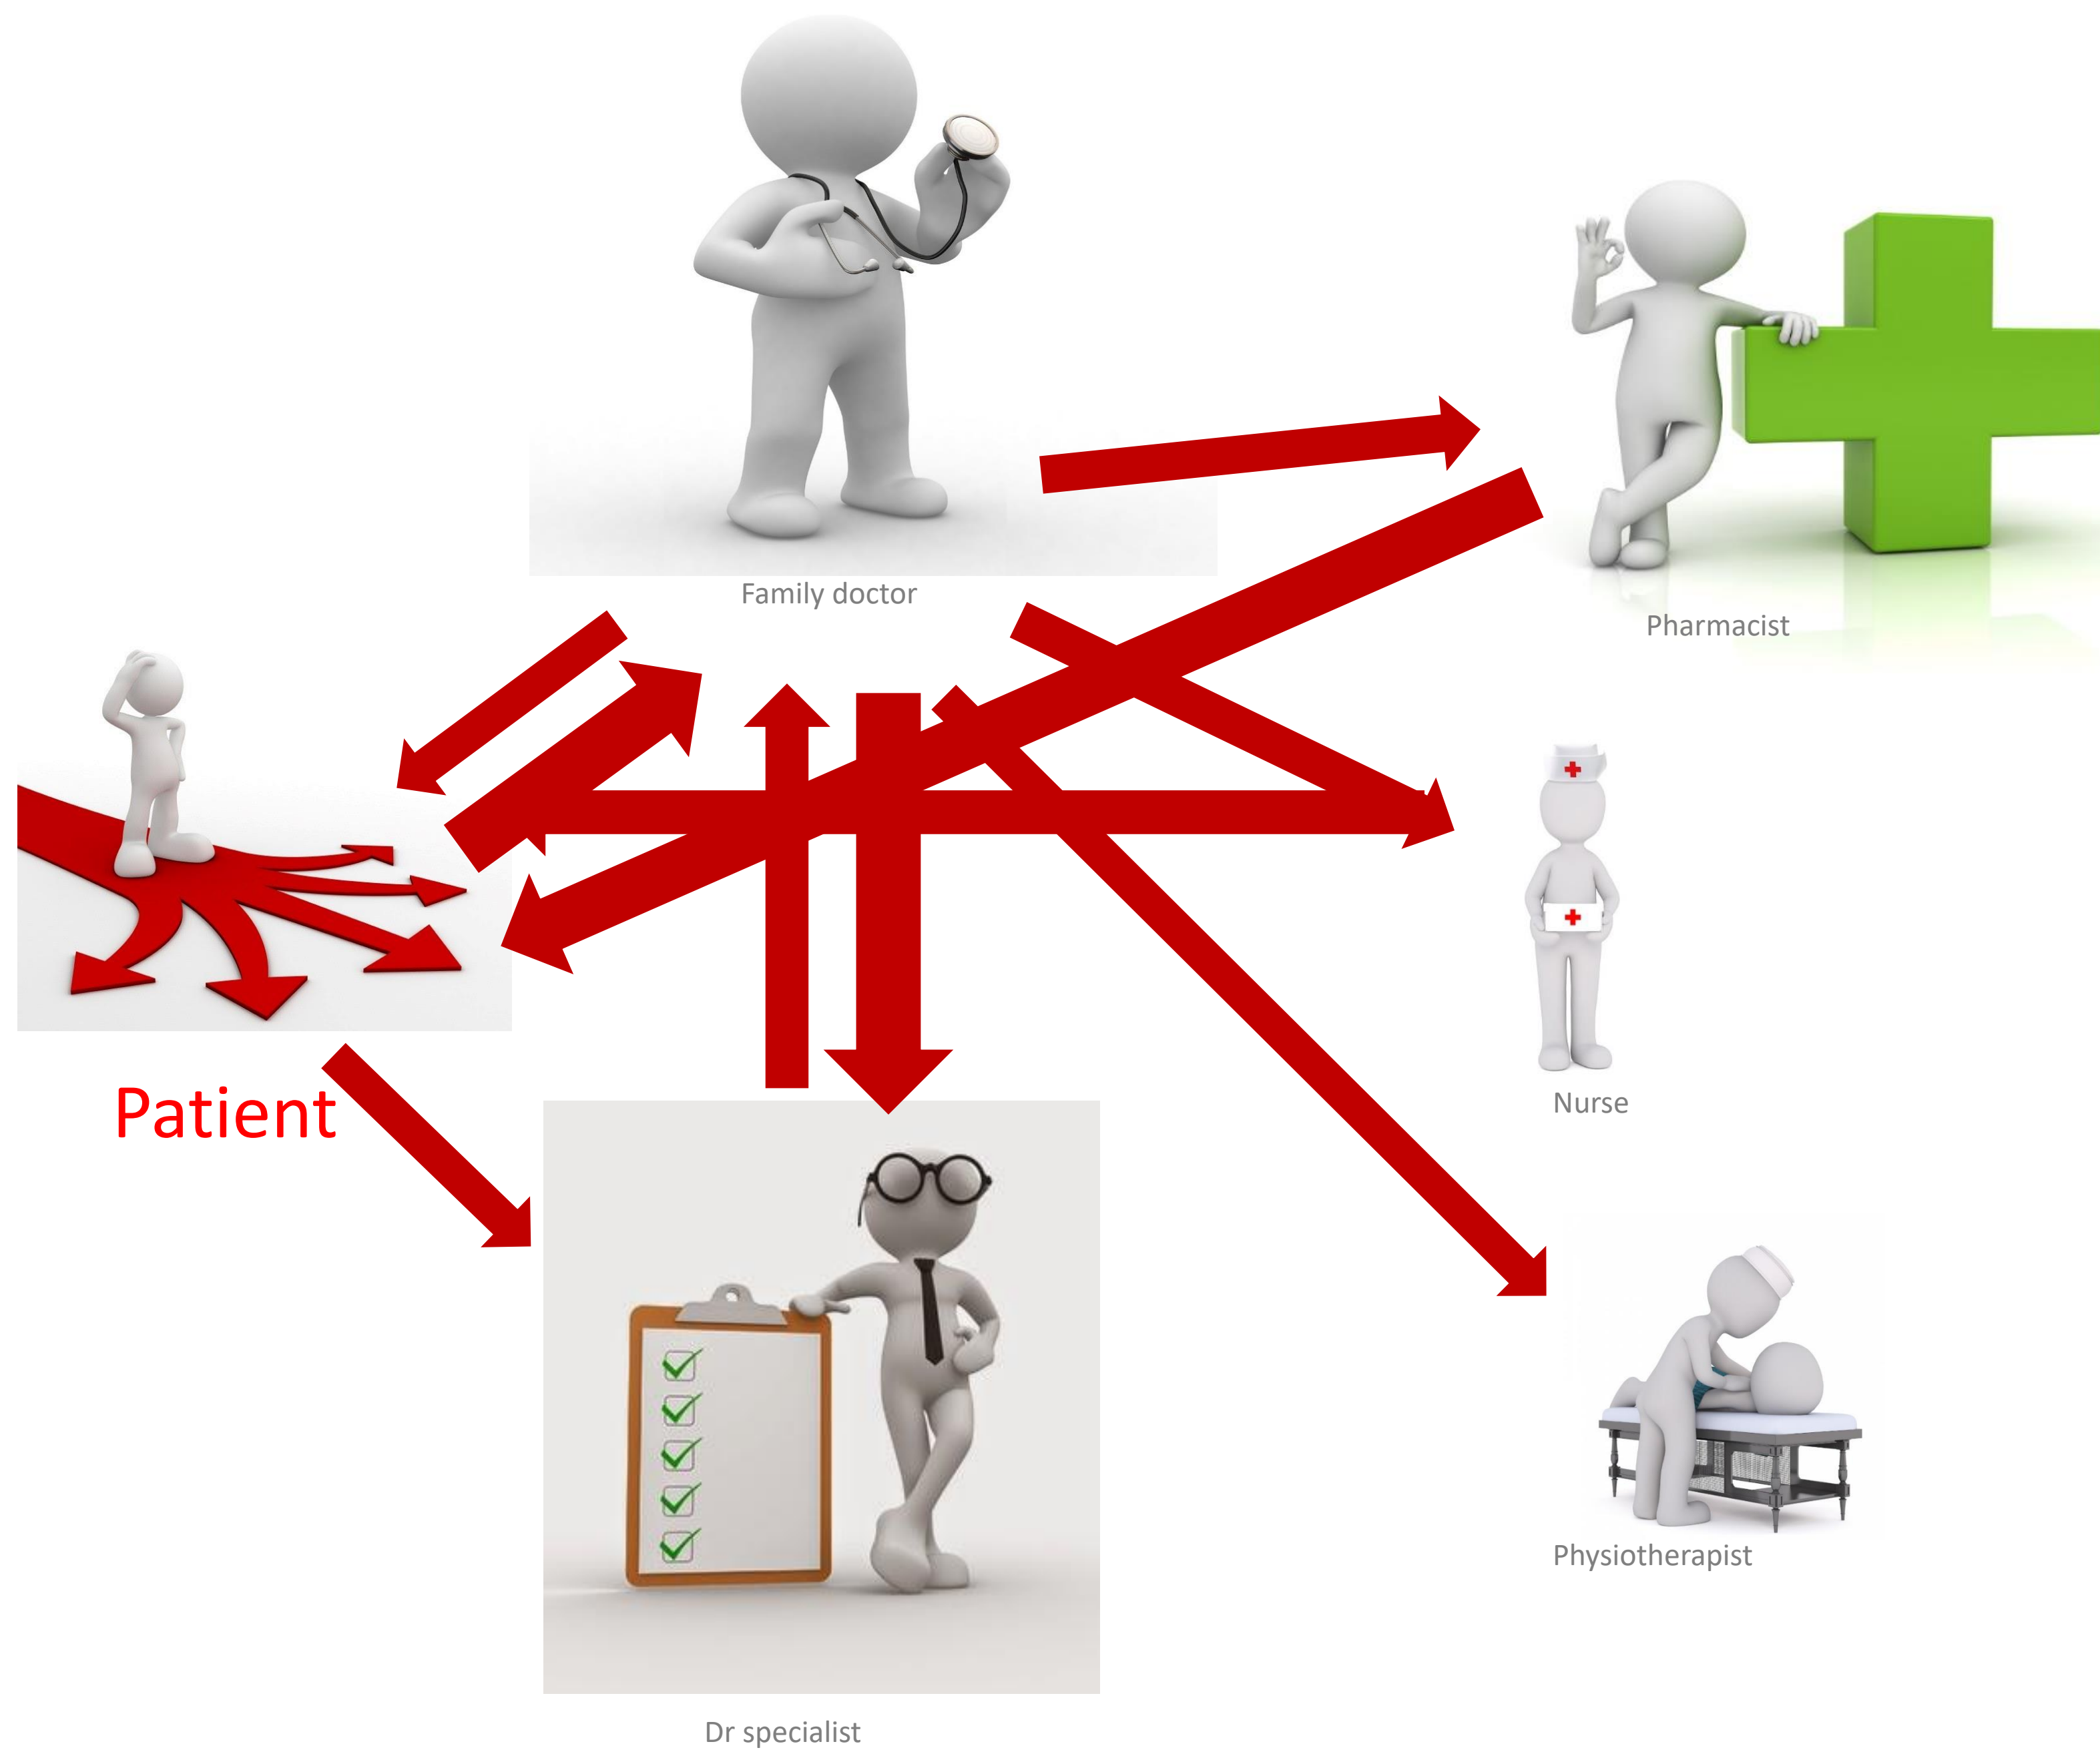 Family doctor
Pharmacist
Patient
Nurse
Physiotherapist
Dr specialist